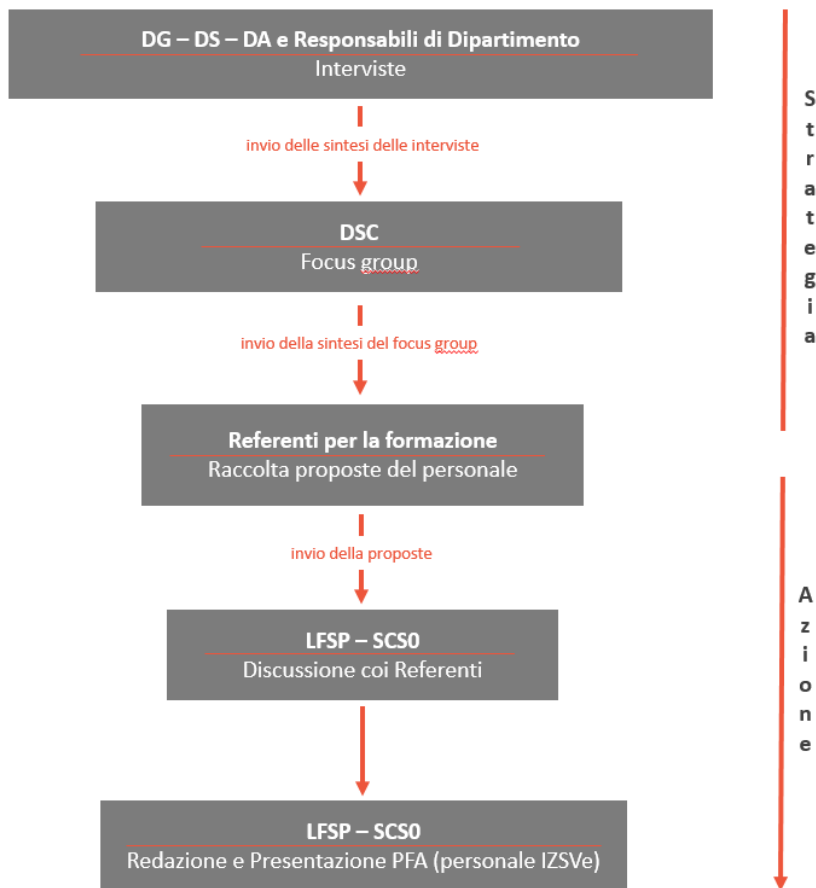 DG – DS – DA e Responsabili di Dipartimento
Interviste
invio delle sintesi delle interviste
DSC
Focus group
invio della sintesi del focus group
Referenti per la formazione
Raccolta proposte del personale
invio della proposte
LFSP – SCS0
Discussione coi Referenti
LFSP – SCS0
Redazione e Presentazione PFA (personale IZSVe)
Strategia
Azione